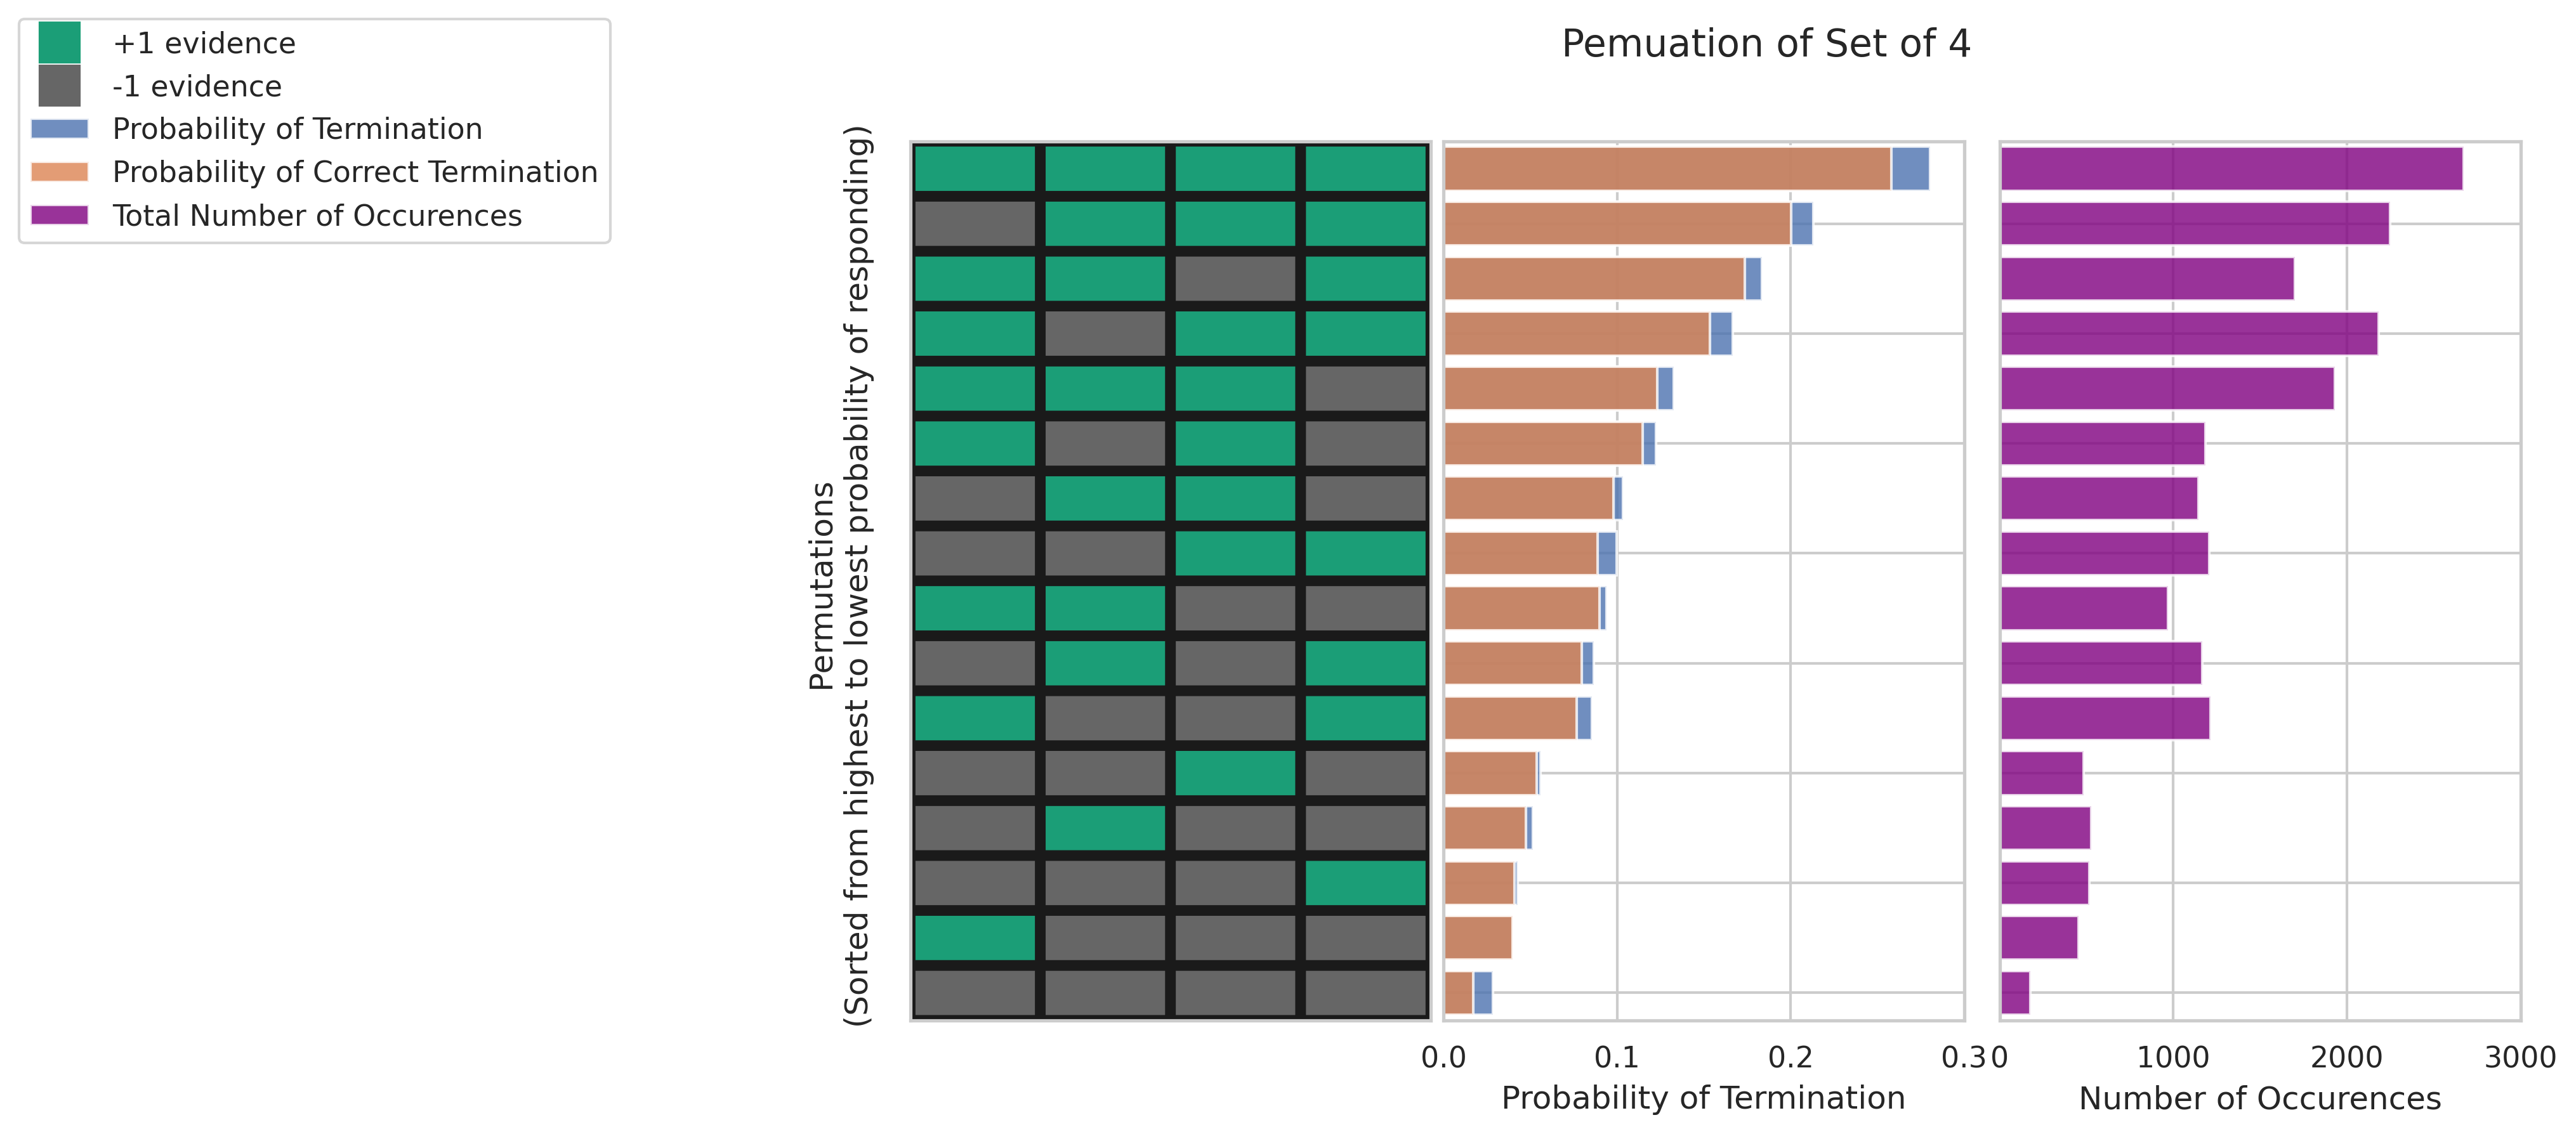 +1 evidence
-1 evidence
Probability of Termination
Probability of Correct Termination
Total Number of Occurences
Pemuation of Set of 4
Permutations
(Sorted from highest to lowest probability of responding)
0.0 0.1 0.2 0.3
Probability of Termination
0 1000 2000 3000
Number of Occurences